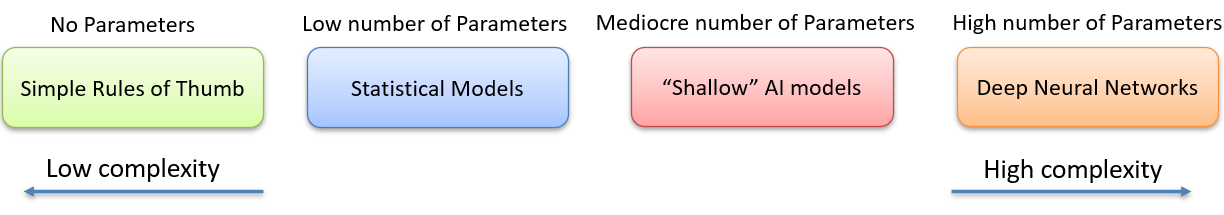 No Parameters
Low number of Parameters
Mediocre number of Parameters
High number of Parameters
Simple Rules of Thumb
Statistical Models
“Shallow” AI models
Deep Neural Networks
Low complexity
High complexity